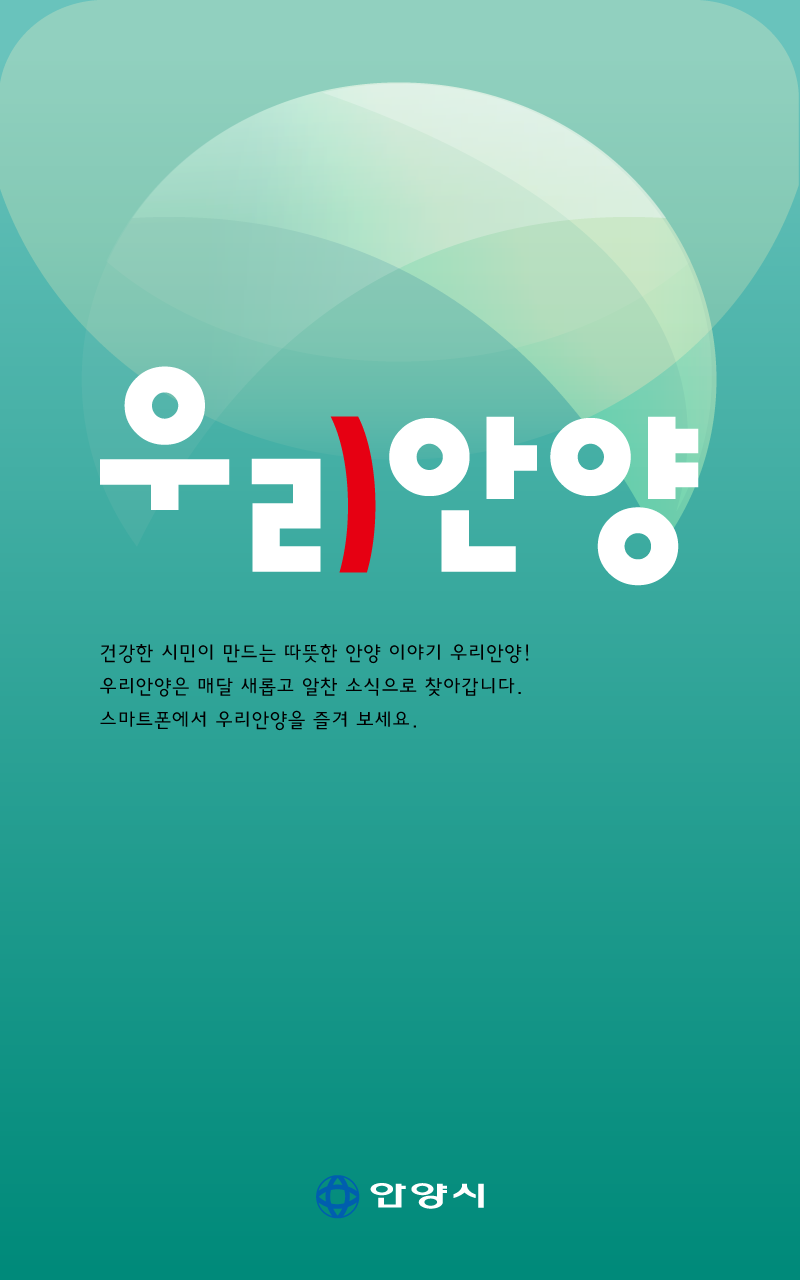 우리안양
건강한 시민이 만드는 따뜻한 안양 이야기 우리안양!
우리안양은 매달 새롭고 알찬 소식으로 찾아갑니다.
스마트폰에서 우리안양을 즐겨 보세요.
안양시